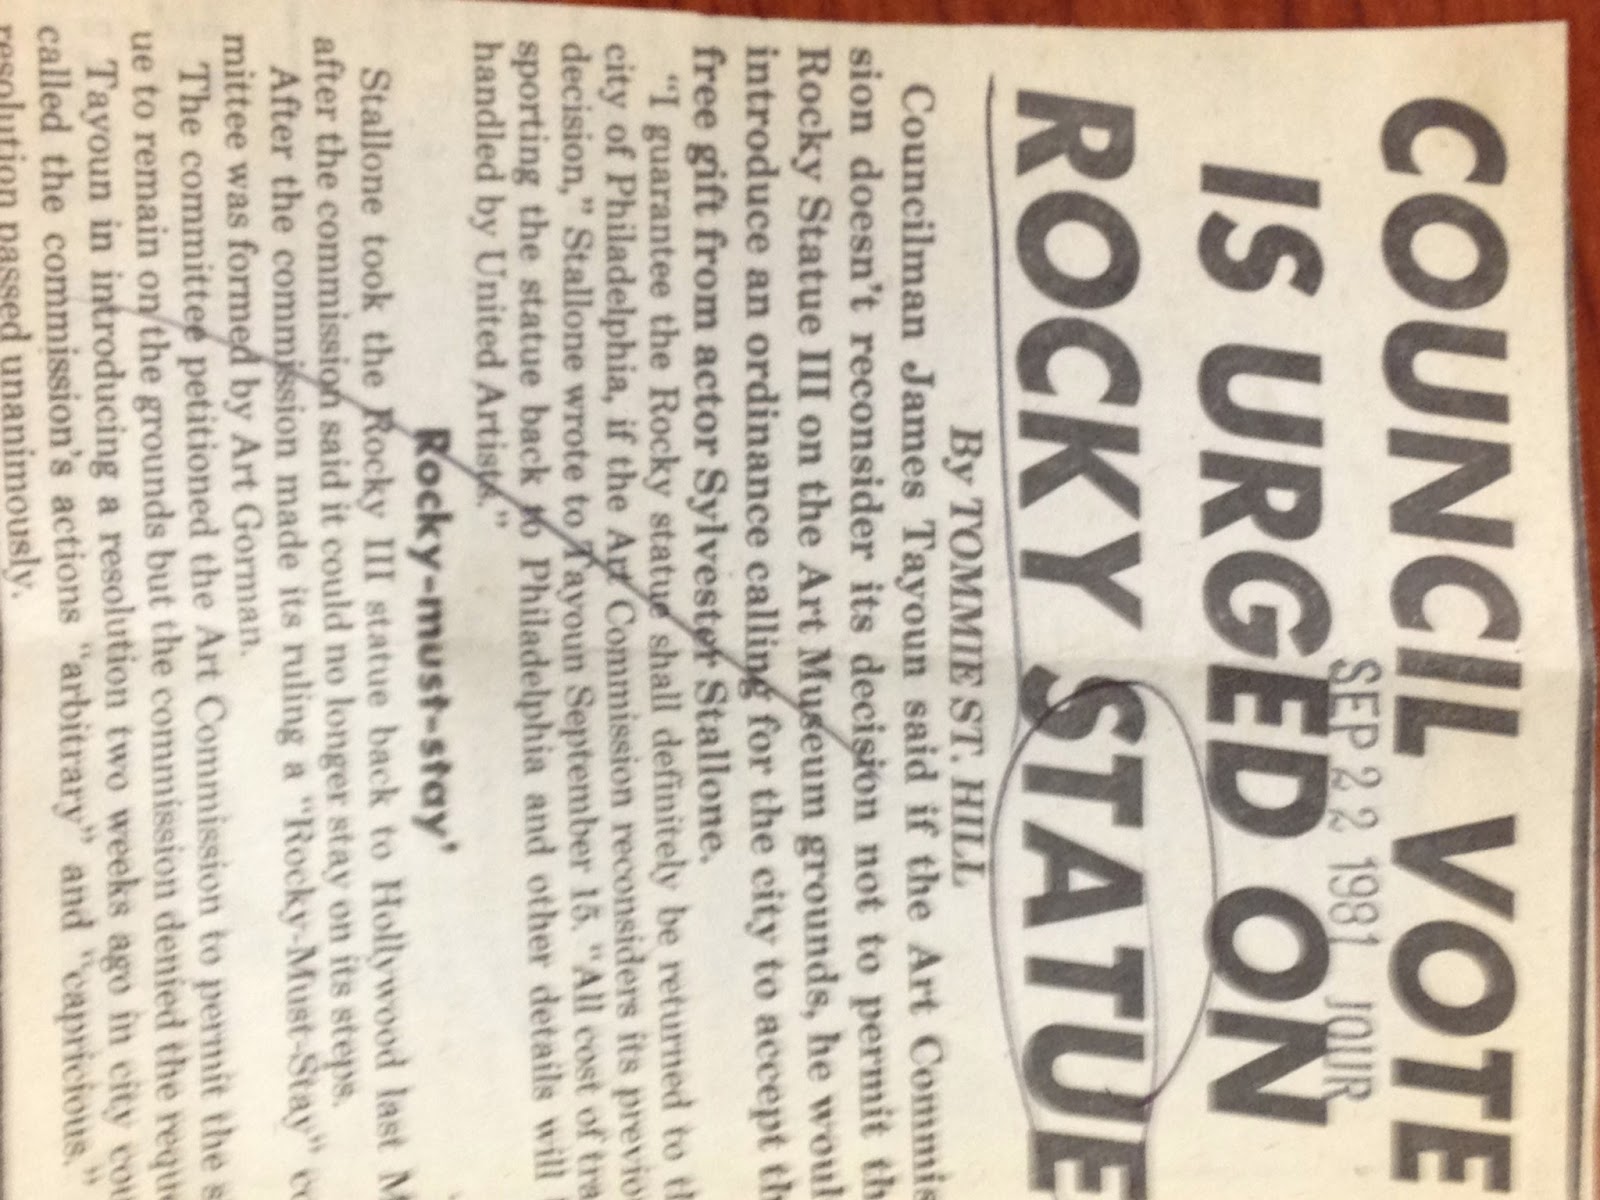 COUNCIL VOTE
SEP 22 1981 JOUR
IS URGED ON
ROCKY STATUE
By TOMMIE ST. HILL
Councilman James Tayoun said if the Art Commis
sion doesn't reconsider its decision not to permit th
Rocky Statue III on the Art Museum grounds, he woul
introduce an ordinance calling for the city to accept th
free gift from actor Sylvester Stallone.
"I guarantee the Rocky statue shall definitely be returned to th
city of Philadelphia, if the Art Commission reconsiders its previo
decision," Stallone wrote to Tayoun September 15. "All cost of tra
sporting the statue back to Philadelphia and other details will
handled by United Artists."
Rocky-must-stay'
Stallone took the Rocky III statue back to Hollywood last M
after the commission said it could no longer stay on its steps.
After the commission made its ruling a "Rocky-Must-Stay" co
mittee was formed by Art Gorman.
The committee petitioned the Art Commission to permit the s
ue to remain on the grounds but the commission denied the reque
Tayoun in introducing a resolution two weeks ago in city cou
called the commission's actions "arbitrary" and "capricious."
resolution passed unanimously.